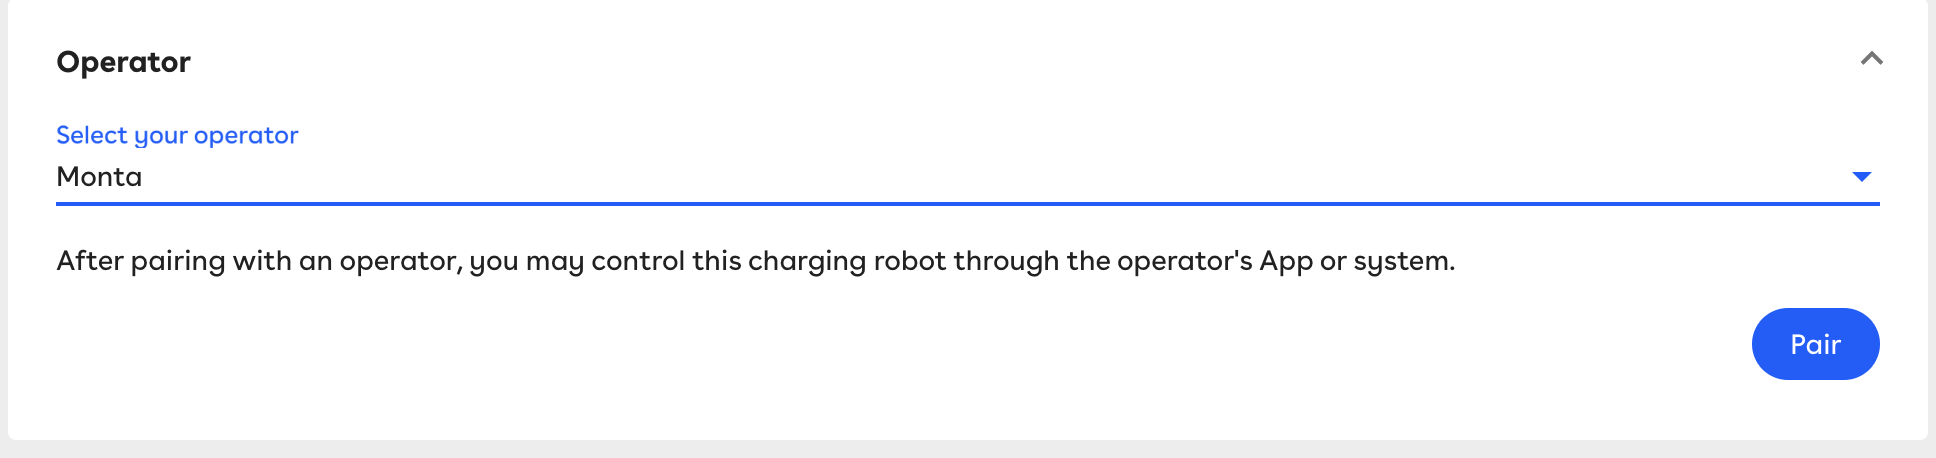 Operator
Select your operator
Monta
After pairing with an operator, you may control this charging robot through the operator's App or system.
Pair